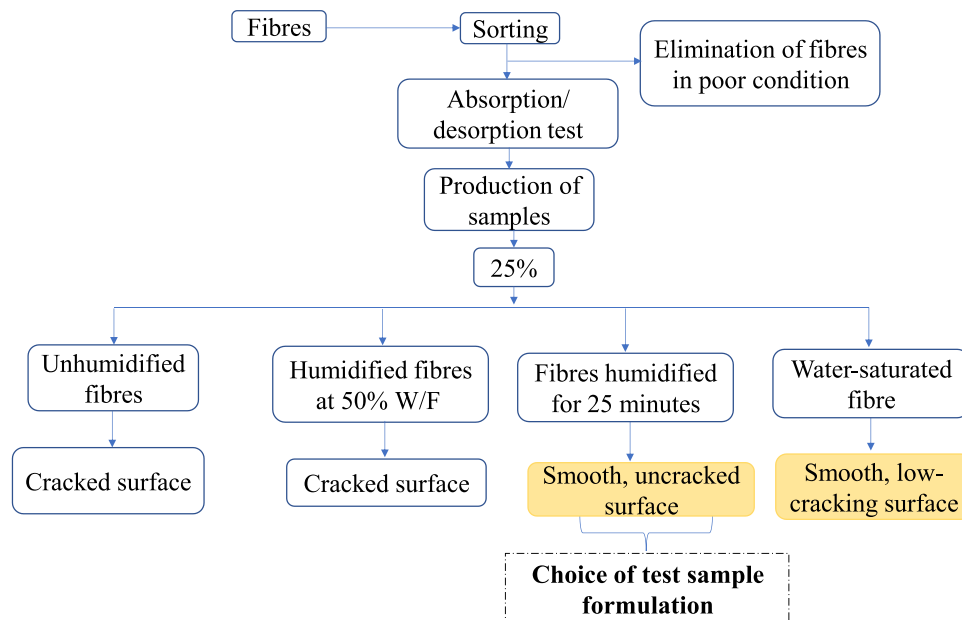 Fibres
Sorting
Elimination of fibres
in poor condition
Absorption/
desorption test
Production of
samples
25%
Unhumidified
fibres
Humidified fibres
at 50% W/F
Fibres humidified
for 25 minutes
Water-saturated
fibre
Cracked surface
Cracked surface
Smooth, uncracked
surface
Smooth, low-
cracking surface
Choice of test sample
formulation